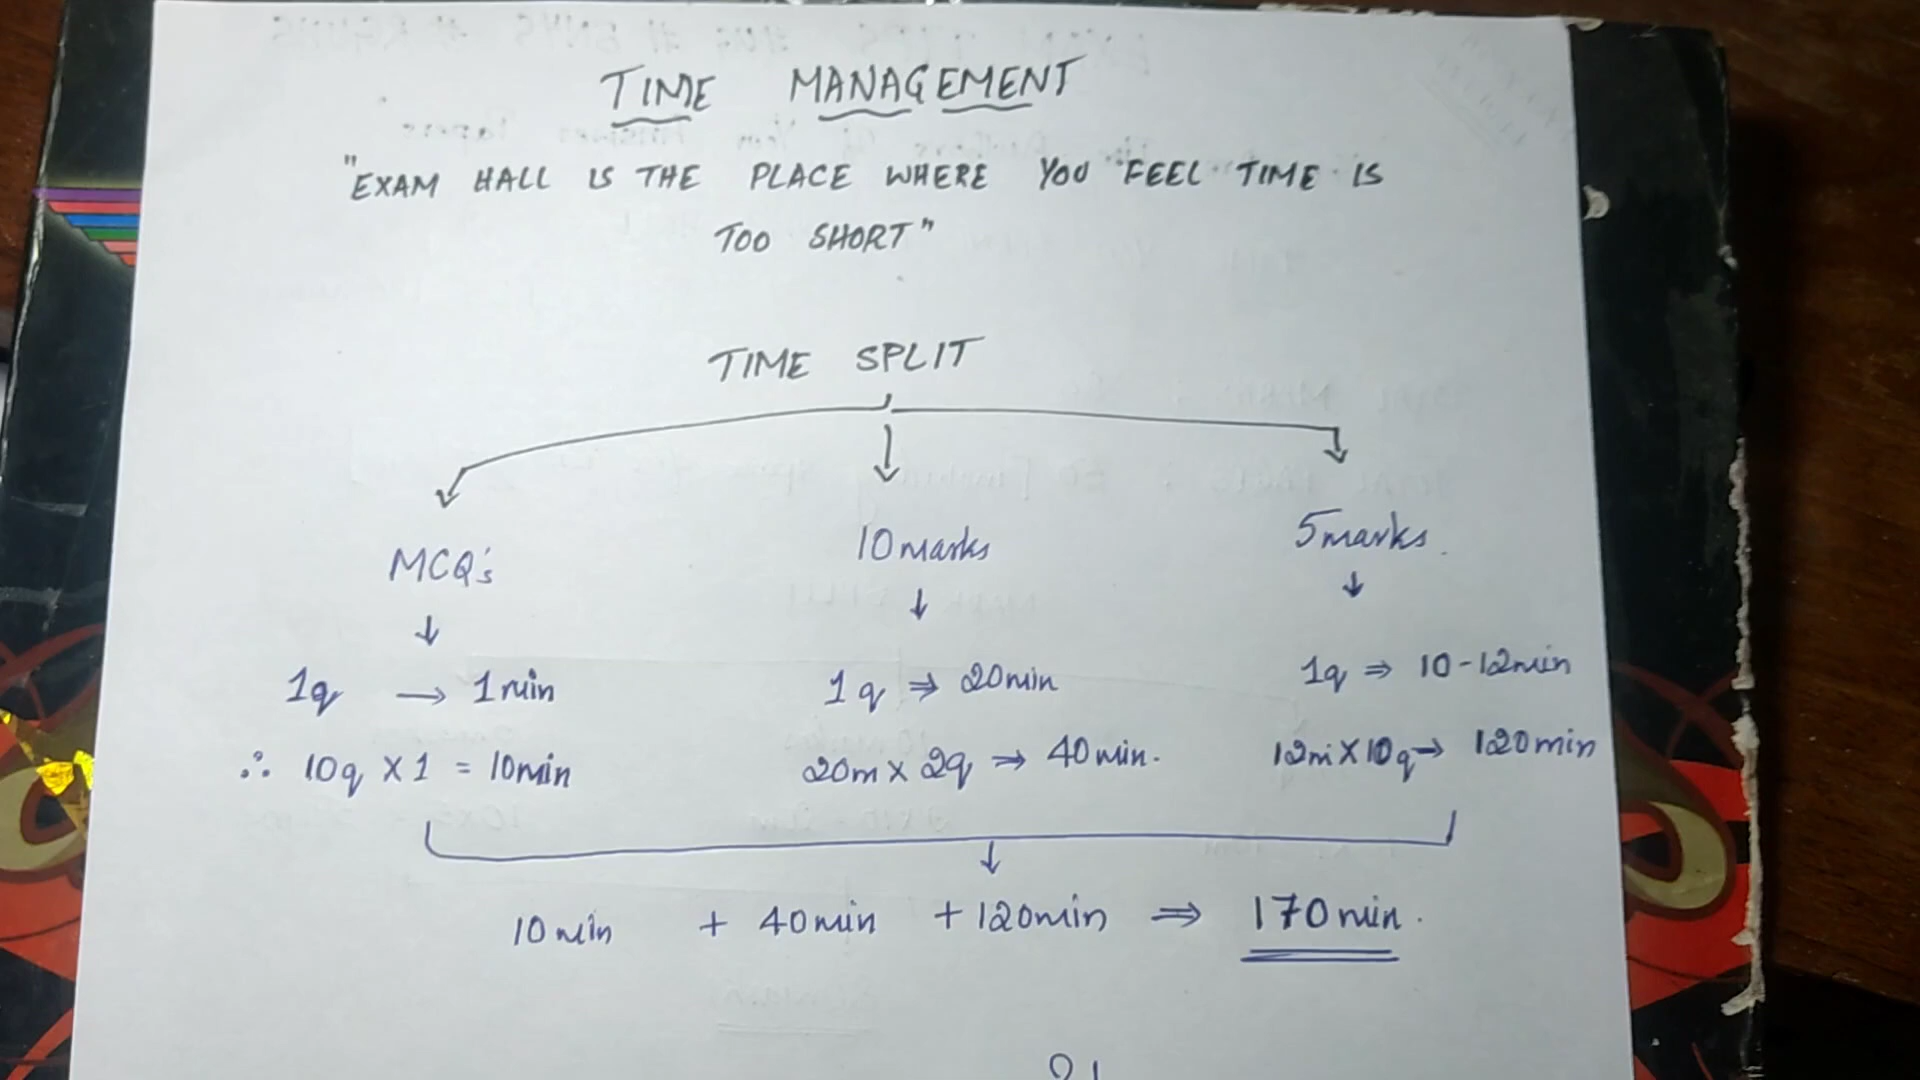 TIME MANAGEMENT
"EXAM HALL IS THE PLACE WHERE YOU FEEL TIME IS
TOO SHORT"
TIME SPLIT
MCQ's
10 marks
5 marks.
1q → 1 min
1q ⇒ 20 min
1q ⇒ 10-12 min
∴ 10q X 1 = 10 min
20m X 2q ⇒ 40 min.
12m X 10q → 120 min
10 min + 40 min + 120 min ⇒ 170 min.